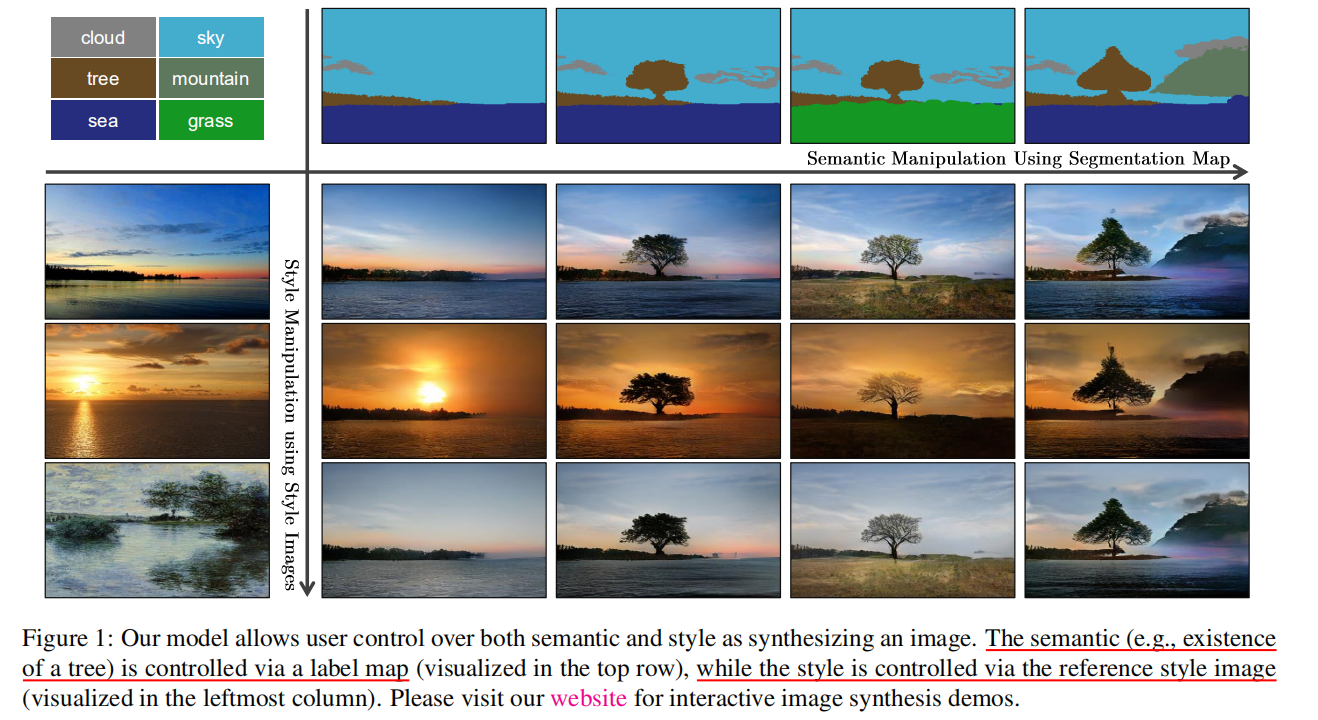 cloud
sky
tree
mountain
sea
grass
Semantic Manipulation Using Segmentation Map
Style Manipulation using Style Images
Figure 1: Our model allows user control over both semantic and style as synthesizing an image. The semantic (e.g., existence
of a tree) is controlled via a label map (visualized in the top row), while the style is controlled via the reference style image
(visualized in the leftmost column). Please visit our website for interactive image synthesis demos.